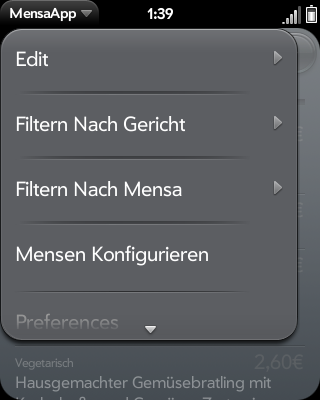 MensaApp
1:39
Edit
Filtern Nach Gericht
Filtern Nach Mensa
Mensen Konfigurieren
Preferences
Vegetarisch
2,60€
Hausgemachter Gemüsebratling mit